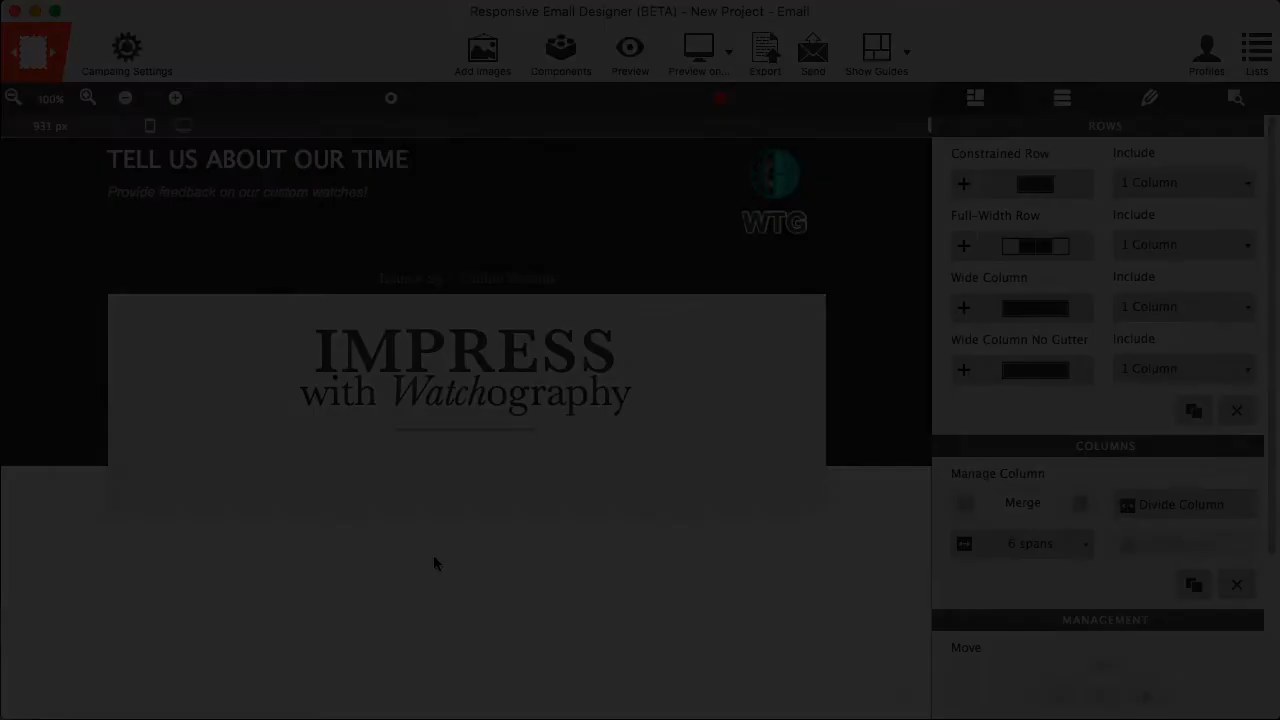 Responsive Email Designer (BETA) - New Project - Email
Campaing Settings
Add Images
Components
Preview
Preview on...
Export
Send
Show Guides
Profiles
Lists
100%
931 px
TELL US ABOUT OUR TIME
Provide feedback on our custom watches!
WTG
IMPRESS
with Watchography
ROWS
Constrained Row
Include
1 Column
Full-Width Row
Include
1 Column
Wide Column
Include
1 Column
Wide Column No Gutter
Include
1 Column
COLUMNS
Manage Column
Merge
Divide Column
6 spans
MANAGEMENT
Move